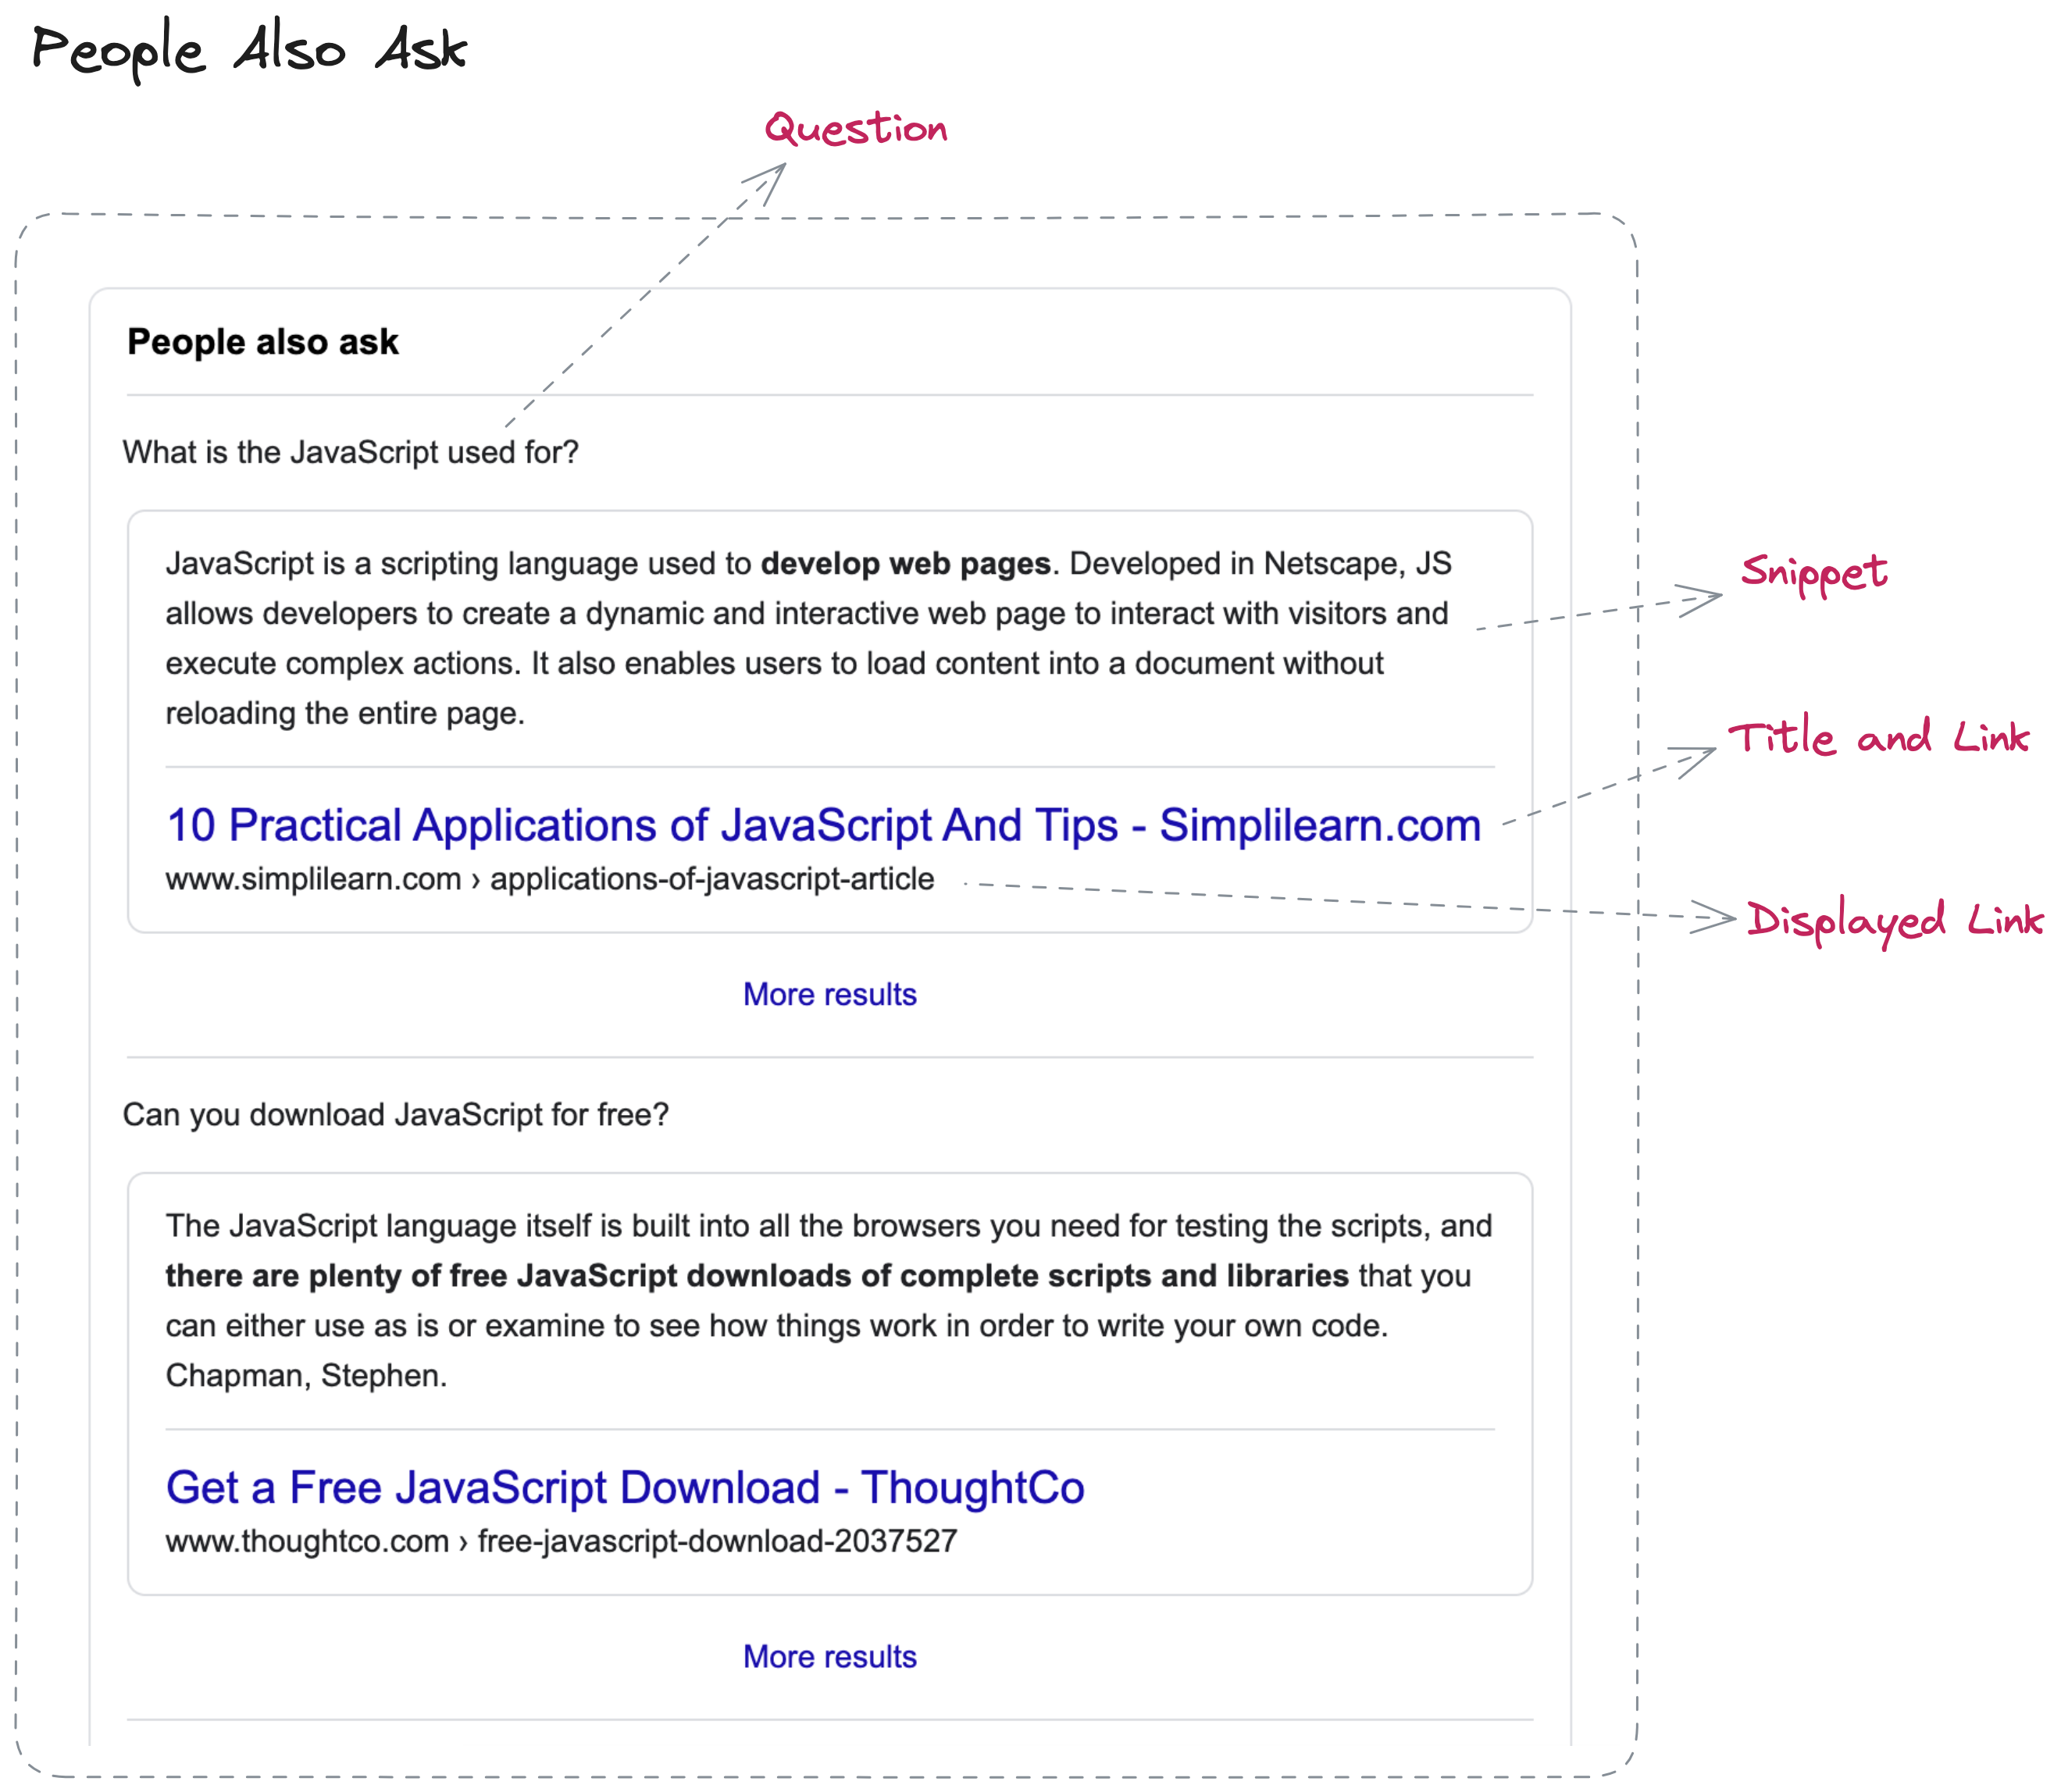 People Also Ask
Question
People also ask
What is the JavaScript used for?
JavaScript is a scripting language used to develop web pages. Developed in Netscape, JS
allows developers to create a dynamic and interactive web page to interact with visitors and
execute complex actions. It also enables users to load content into a document without
reloading the entire page.
Snippet
10 Practical Applications of JavaScript And Tips - Simplilearn.com
Title and Link
www.simplilearn.com › applications-of-javascript-article
Displayed Link
More results
Can you download JavaScript for free?
The JavaScript language itself is built into all the browsers you need for testing the scripts, and
there are plenty of free JavaScript downloads of complete scripts and libraries that you
can either use as is or examine to see how things work in order to write your own code.
Chapman, Stephen.
Get a Free JavaScript Download - ThoughtCo
www.thoughtco.com › free-javascript-download-2037527
More results